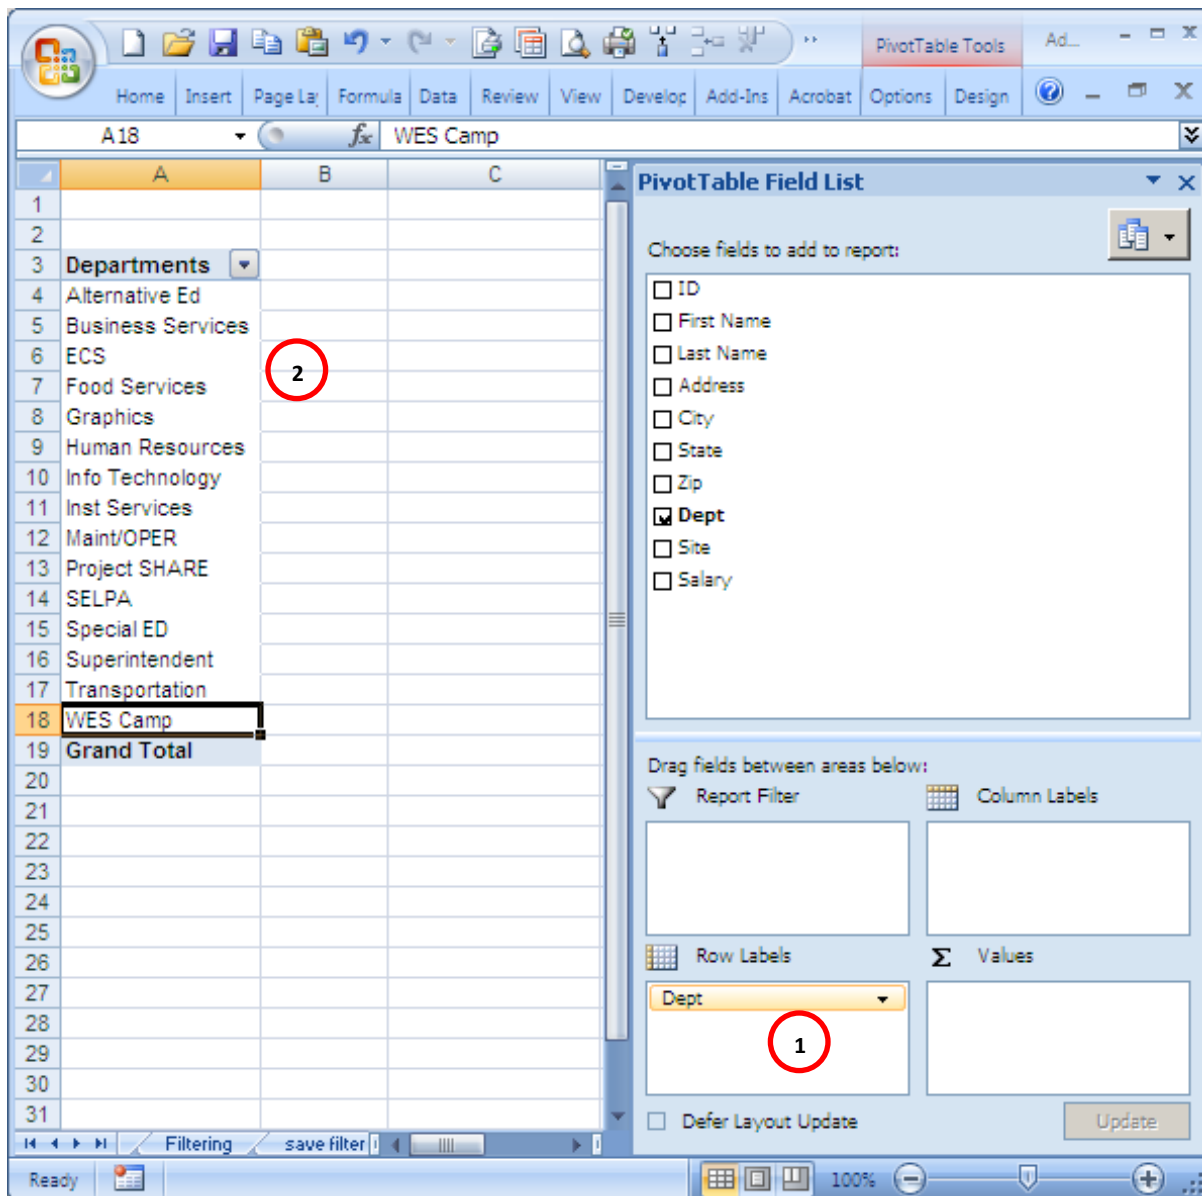 PivotTable Tools Ad...
Home Insert Page Lay Formula Data Review View Develop Add-Ins Acrobat Options Design
A18 fx WES Camp
A B C
PivotTable Field List
1
2
Choose fields to add to report:
3 Departments
4 Alternative Ed
5 Business Services
6 ECS
7 Food Services
8 Graphics
9 Human Resources
10 Info Technology
11 Inst Services
12 Maint/OPER
13 Project SHARE
14 SELPA
15 Special ED
16 Superintendent
17 Transportation
18 WES Camp
19 Grand Total
20
21
22
23
24
25
26
27
28
29
30
31
2
ID
First Name
Last Name
Address
City
State
Zip
Dept
Site
Salary
Drag fields between areas below:
Report Filter Column Labels
Row Labels Σ Values
Dept
1
Defer Layout Update Update
Filtering save filter
Ready 100%